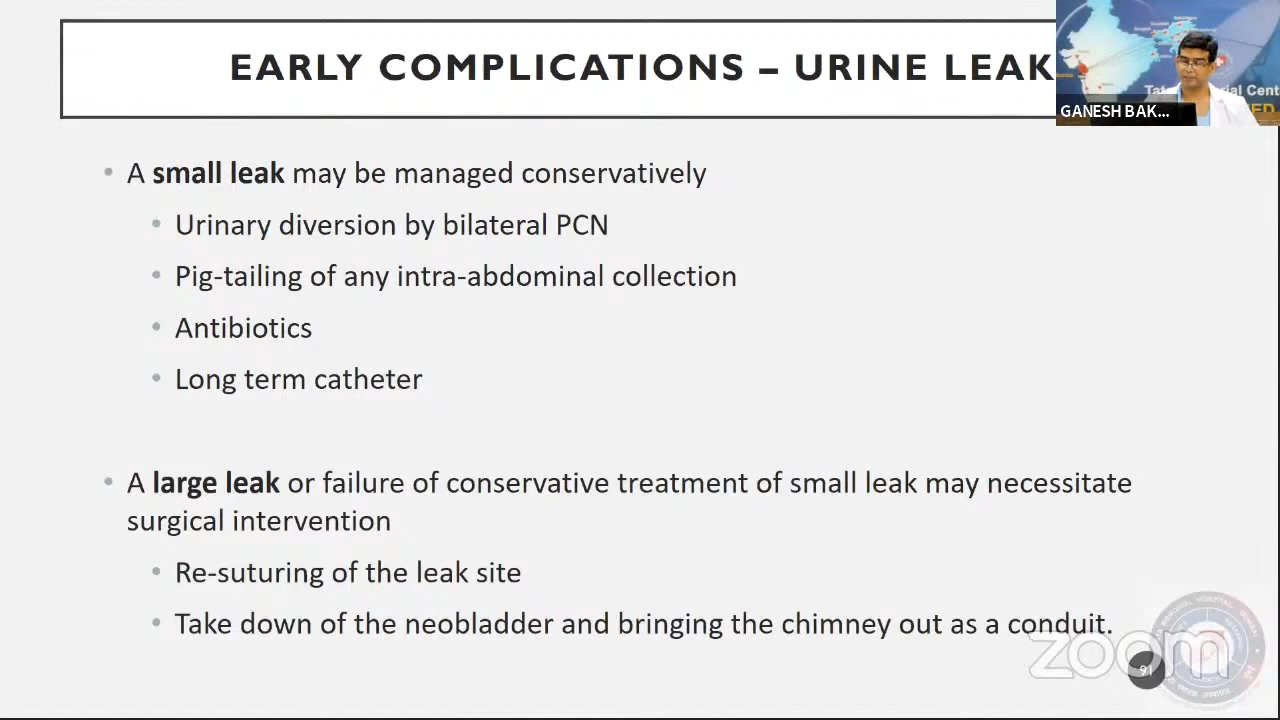 EARLY COMPLICATIONS – URINE LEAK
GANESH BAK...
• A small leak may be managed conservatively
• Urinary diversion by bilateral PCN
• Pig-tailing of any intra-abdominal collection
• Antibiotics
• Long term catheter
• A large leak or failure of conservative treatment of small leak may necessitate
surgical intervention
• Re-suturing of the leak site
• Take down of the neobladder and bringing the chimney out as a conduit.
zoom
91